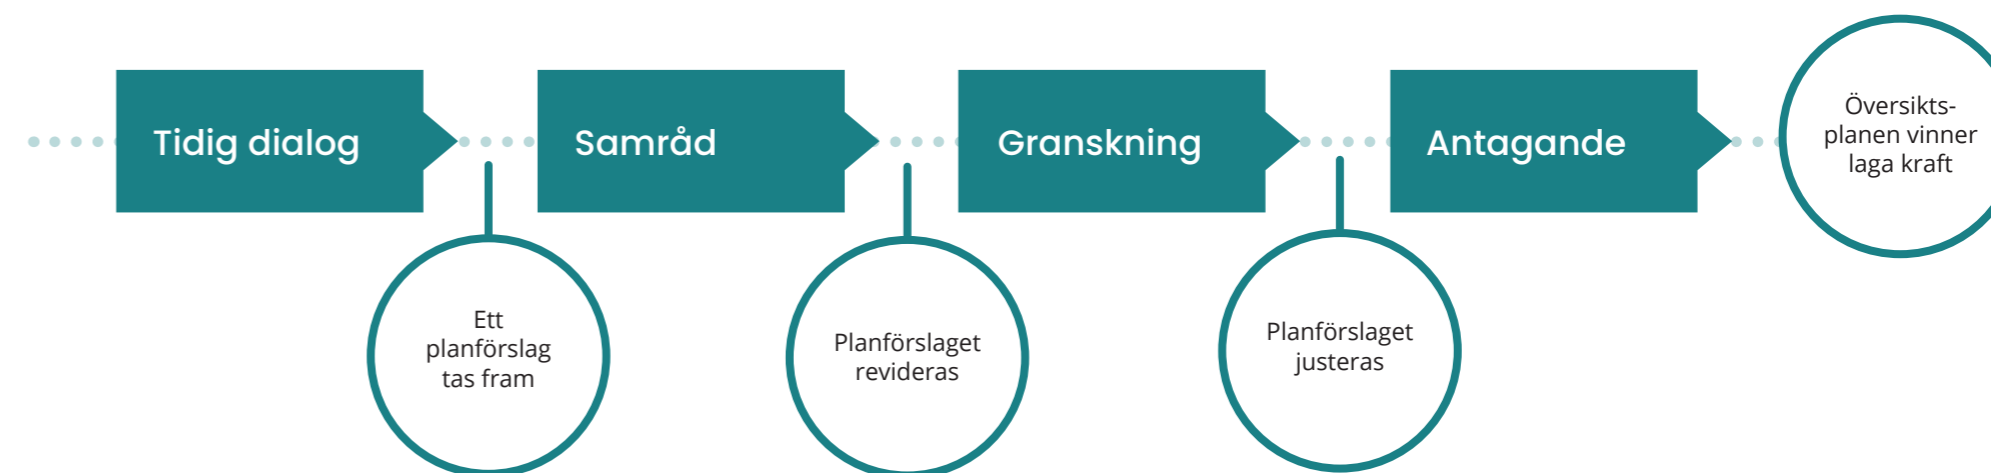 Tidig dialog
Samråd
Granskning
Antagande
Översikts-
planen vinner
laga kraft
Ett
planförslag
tas fram
Planförslaget
revideras
Planförslaget
justeras